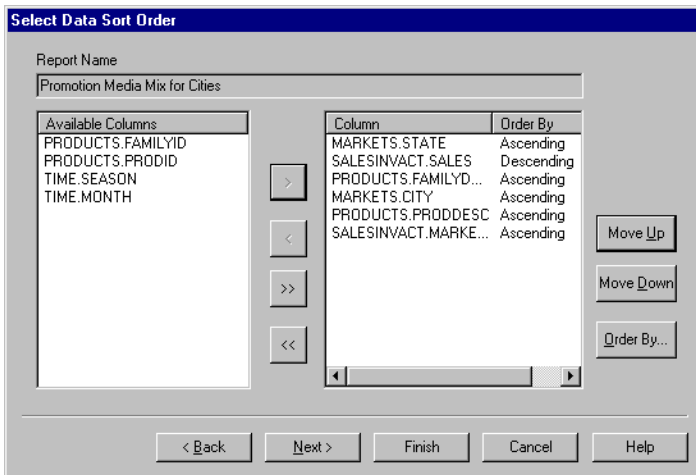 Select Data Sort Order
Report Name
Promotion Media Mix for Cities
Available Columns
PRODUCTS.FAMILYID
PRODUCTS.PRODID
TIME.SEASON
TIME.MONTH
>
<
>>
<<
Column Order By
MARKETS.STATE Ascending
SALESINVACT.SALES Descending
PRODUCTS.FAMILYD... Ascending
MARKETS.CITY Ascending
PRODUCTS.PRODDESC Ascending
SALESINVACT.MARKE... Ascending
Move Up
Move Down
Order By...
< Back Next > Finish Cancel Help